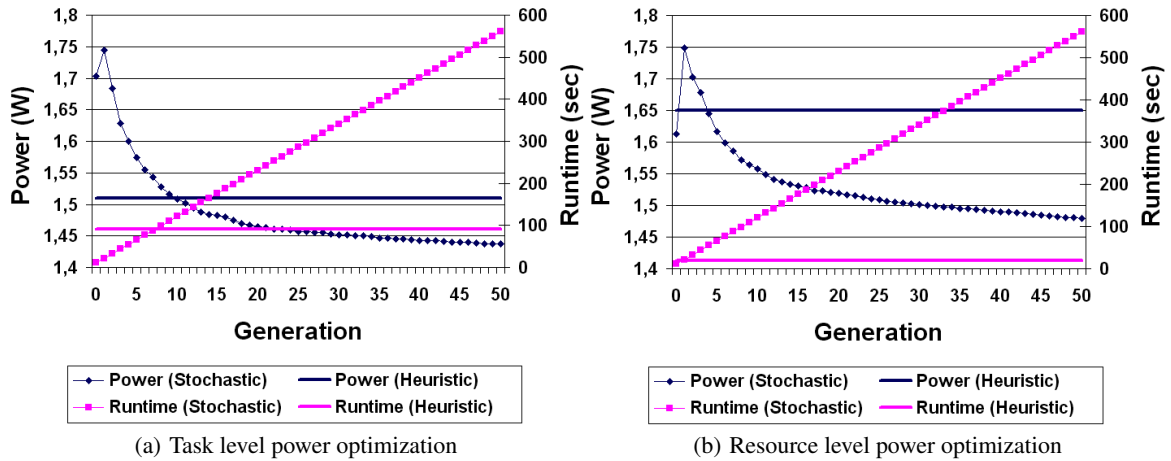 1,8
1,75
1,7
1,65
1,6
1,55
1,5
1,45
1,4
Power (W)
600
500
400
300
200
100
0
Runtime (sec)
0 5 10 15 20 25 30 35 40 45 50
Generation
Power (Stochastic) Power (Heuristic)
Runtime (Stochastic) Runtime (Heuristic)
(a) Task level power optimization
1,8
1,75
1,7
1,65
1,6
1,55
1,5
1,45
1,4
Power (W)
600
500
400
300
200
100
0
Runtime (sec)
0 5 10 15 20 25 30 35 40 45 50
Generation
Power (Stochastic) Power (Heuristic)
Runtime (Stochastic) Runtime (Heuristic)
(b) Resource level power optimization